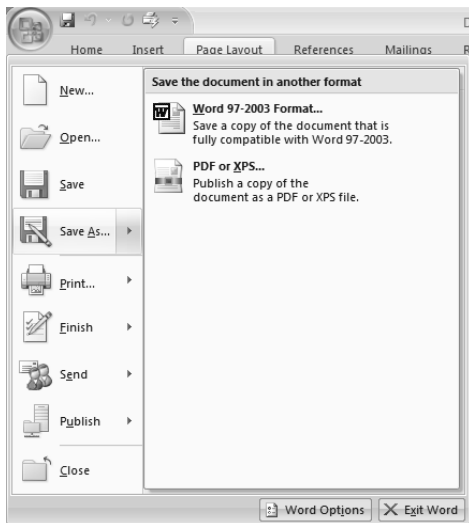 Home Insert Page Layout References Mailings
New...
Open...
Save
Save As...
Print...
Finish
Send
Publish
Close
Save the document in another format
Word 97-2003 Format...
Save a copy of the document that is
fully compatible with Word 97-2003.
PDF or XPS...
Publish a copy of the
document as a PDF or XPS file.
Word Options Exit Word